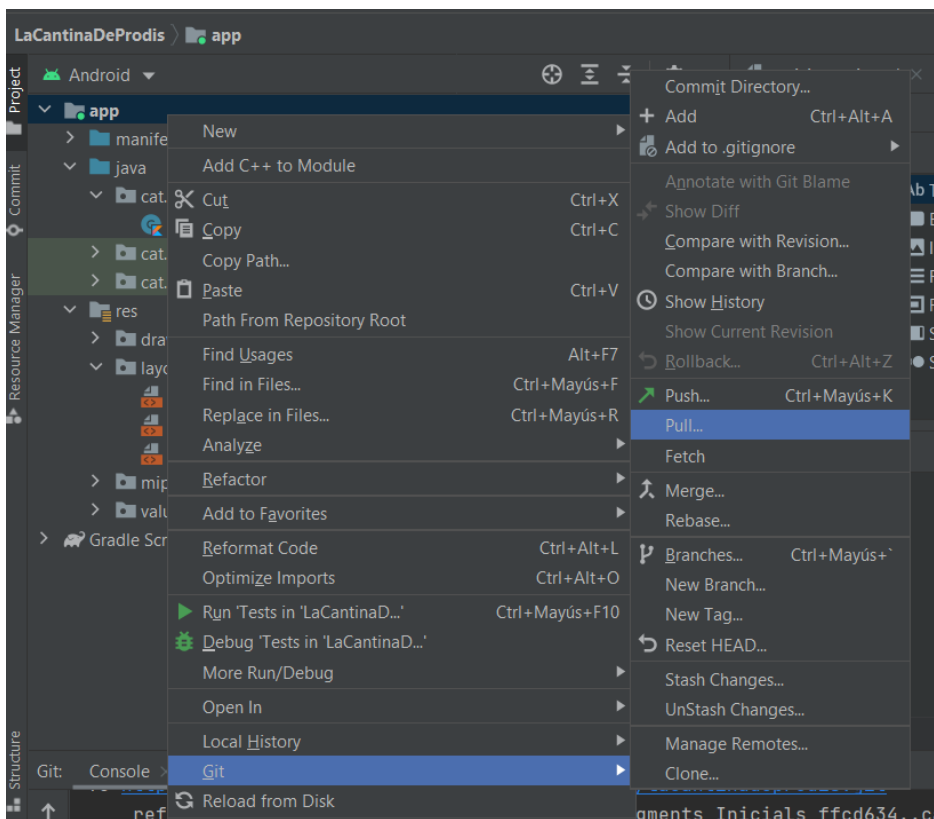 LaCantinaDeProdis
app
Project
Android
app
manife
java
cat.
cat.
cat.
res
dra
layo
mip
valu
Gradle Scr
Commit
Resource Manager
Structure
New
Add C++ to Module
Cut Ctrl+X
Copy Ctrl+C
Copy Path...
Paste Ctrl+V
Path From Repository Root
Find Usages Alt+F7
Find in Files... Ctrl+Mayús+F
Replace in Files... Ctrl+Mayús+R
Analyze
Refactor
Add to Favorites
Reformat Code Ctrl+Alt+L
Optimize Imports Ctrl+Alt+O
Run 'Tests in 'LaCantinaD...' Ctrl+Mayús+F10
Debug 'Tests in 'LaCantinaD...'
More Run/Debug
Open In
Local History
Git
Reload from Disk
Commit Directory...
Add Ctrl+Alt+A
Add to .gitignore
Annotate with Git Blame
Show Diff
Compare with Revision...
Compare with Branch...
Show History
Show Current Revision
Rollback... Ctrl+Alt+Z
Push... Ctrl+Mayús+K
Pull...
Fetch
Merge...
Rebase...
Branches... Ctrl+Mayús+`
New Branch...
New Tag...
Reset HEAD...
Stash Changes...
UnStash Changes...
Manage Remotes...
Clone...
Ab
Git: Console
ref
gments_Inicials ffcd634..c